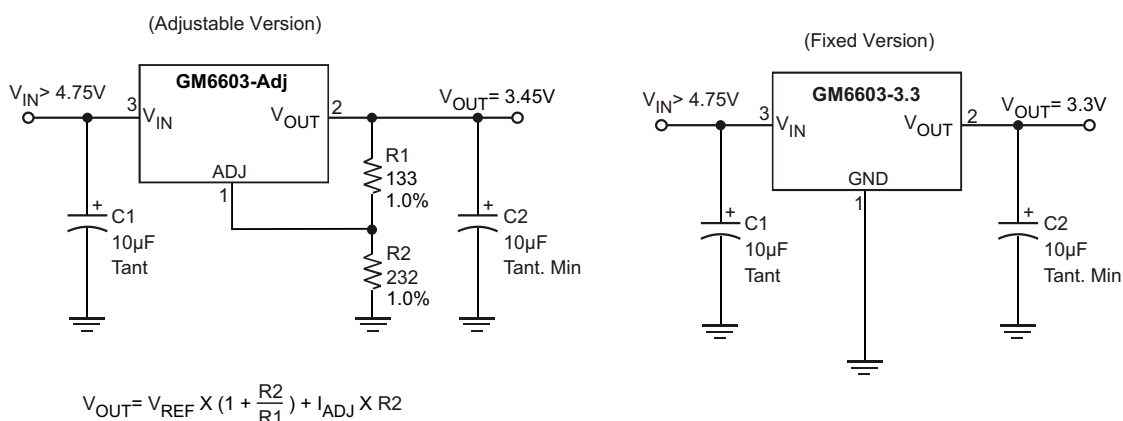 (Adjustable Version)
GM6603-Adj
VIN> 4.75V
3
VIN
VOUT
2
VOUT= 3.45V
ADJ
1
R1
133
1.0%
+
C1
10µF
Tant
R2
232
1.0%
+
C2
10µF
Tant. Min
VOUT= VREF X (1 + R2/R1) + IADJ X R2
(Fixed Version)
GM6603-3.3
VIN> 4.75V
3
VIN
VOUT
2
VOUT= 3.3V
GND
1
+
C1
10µF
Tant
+
C2
10µF
Tant. Min